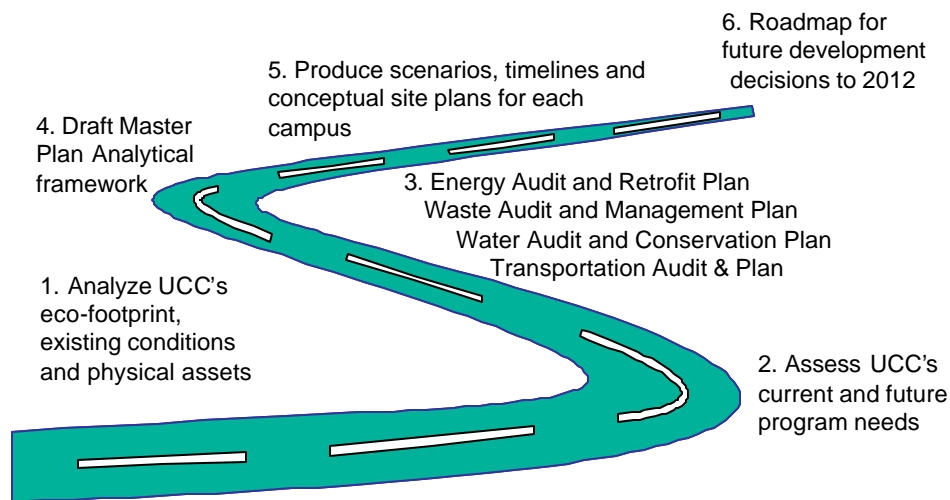 6. Roadmap for
future development
decisions to 2012
5. Produce scenarios, timelines and
conceptual site plans for each
campus
4. Draft Master
Plan Analytical
framework
3. Energy Audit and Retrofit Plan
Waste Audit and Management Plan
Water Audit and Conservation Plan
Transportation Audit & Plan
1. Analyze UCC’s
eco-footprint,
existing conditions
and physical assets
2. Assess UCC’s
current and future
program needs